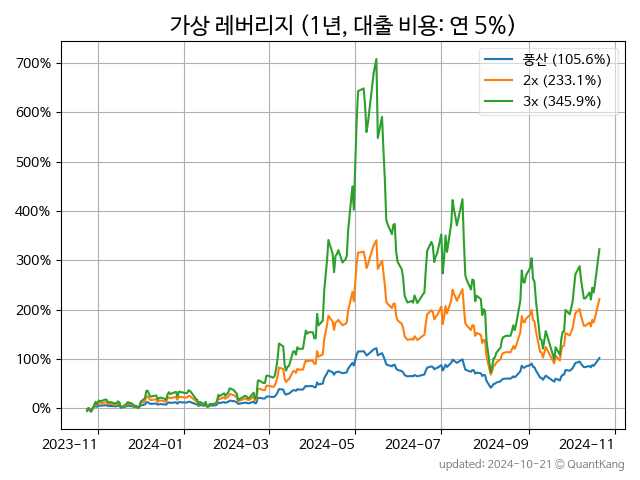 가상 레버리지 (1년, 대출 비용: 연 5%)
풍산 (105.6%)
2x (233.1%)
3x (345.9%)
700%
600%
500%
400%
300%
200%
100%
0%
2023-11 2024-01 2024-03 2024-05 2024-07 2024-09 2024-11
updated: 2024-10-21 © QuantKang